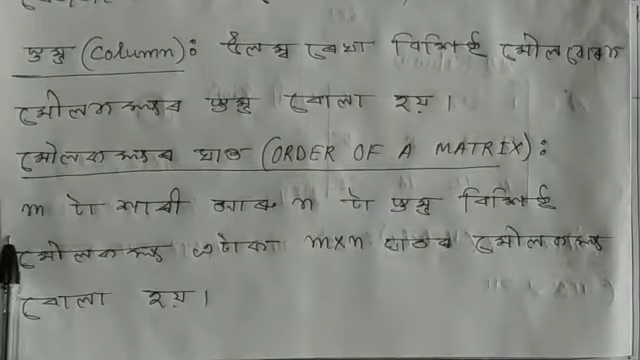 স্তম্ভ (Column): উলম্ব ৰেখা বিশিষ্ট মৌলবোৰক
মৌলকক্ষৰ স্তম্ভ বোলা হয়।
মৌলকক্ষৰ ঘাত (ORDER OF A MATRIX):
m টা শাৰী আৰু n টা স্তম্ভ বিশিষ্ট
মৌলকক্ষ এটাক m×n ঘাতৰ মৌলকক্ষ
বোলা হয়।